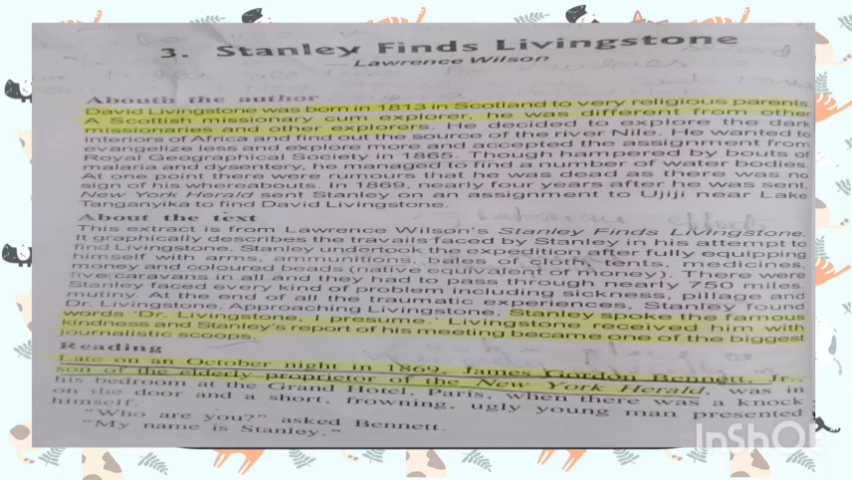 3. Stanley Finds Livingstone
—Lawrence Wilson
Abouth the author
David Livingstone was born in 1813 in Scotland to very religious parents.
A Scottish missionary cum explorer, he was different from other
missionaries and other explorers. He decided to explore the dark
interiors of Africa and find out the source of the river Nile. He wanted to
evangelize less and explore more and accepted the assignment from
Royal Geographical Society in 1865. Though hampered by bouts of
malaria and dysentery, he managed to find a number of water bodies.
At one point there were rumours that he was dead as there was no
sign of his whereabouts. In 1869, nearly four years after he was sent,
New York Herald sent Stanley on an assignment to Ujiji near Lake
Tanganyika to find David Livingstone.
About the text
This extract is from Lawrence Wilson's Stanley Finds Livingstone.
It graphically describes the travails faced by Stanley in his attempt to
find Livingstone. Stanley undertook the expedition after fully equipping
himself with arms, ammunitions, bales of cloth, tents, medicines,
money and coloured beads (native equivalent of money). There were
five caravans in all and they had to pass through nearly 750 miles.
Stanley faced every kind of problem including sickness, pillage and
mutiny. At the end of all the traumatic experiences, Stanley found
Dr. Livingstone. Approaching Livingstone, Stanley spoke the famous
words "Dr. Livingstone, I presume." Livingstone received him with
kindness and Stanley's report of his meeting became one of the biggest
journalistic scoops.
Reading
Late on an October night in 1869, James Gordon Bennett, Jr.,
son of the elderly proprietor of the New York Herald, was in
his bedroom at the Grand Hotel, Paris, when there was a knock
on the door and a short, frowning, ugly young man presented
himself.
"Who are you?" asked Bennett.
"My name is Stanley."
InShOt